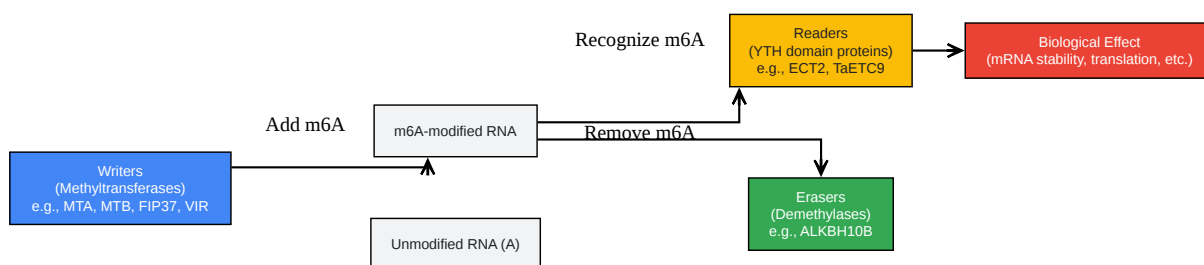 Recognize m6A
Readers
(YTH domain proteins)
e.g., ECT2, TaETC9
Biological Effect
(mRNA stability, translation, etc.)
Add m6A
m6A-modified RNA
Remove m6A
Writers
(Methyltransferases)
e.g., MTA, MTB, FIP37, VIR
Erasers
(Demethylases)
e.g., ALKBH10B
Unmodified RNA (A)